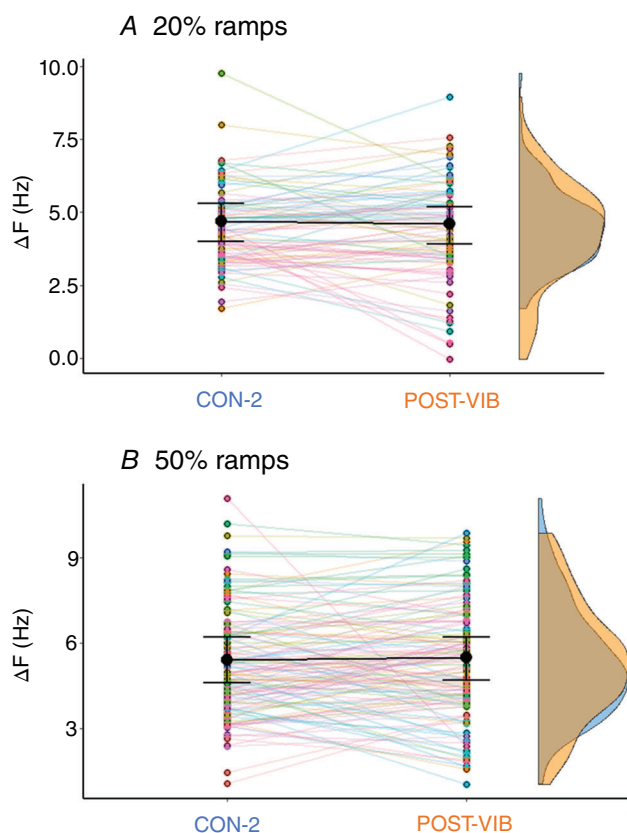 A 20% ramps
10.0
7.5
5.0
2.5
0.0
ΔF (Hz)
CON-2 POST-VIB
B 50% ramps
9
6
3
ΔF (Hz)
CON-2 POST-VIB